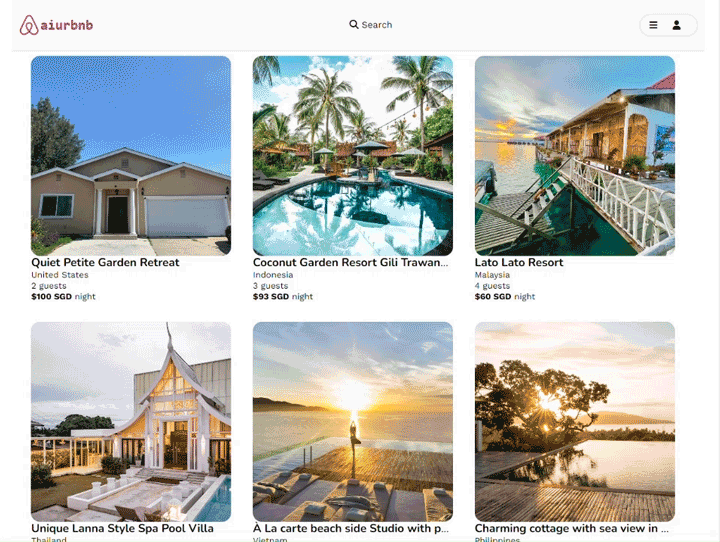 aiurbnb
Search
Quiet Petite Garden Retreat
United States
2 guests
$100 SGD night
Coconut Garden Resort Gili Trawan...
Indonesia
3 guests
$93 SGD night
Lato Lato Resort
Malaysia
4 guests
$60 SGD night
Unique Lanna Style Spa Pool Villa
Thailand
À La carte beach side Studio with p...
Vietnam
Charming cottage with sea view in ...
Philippines